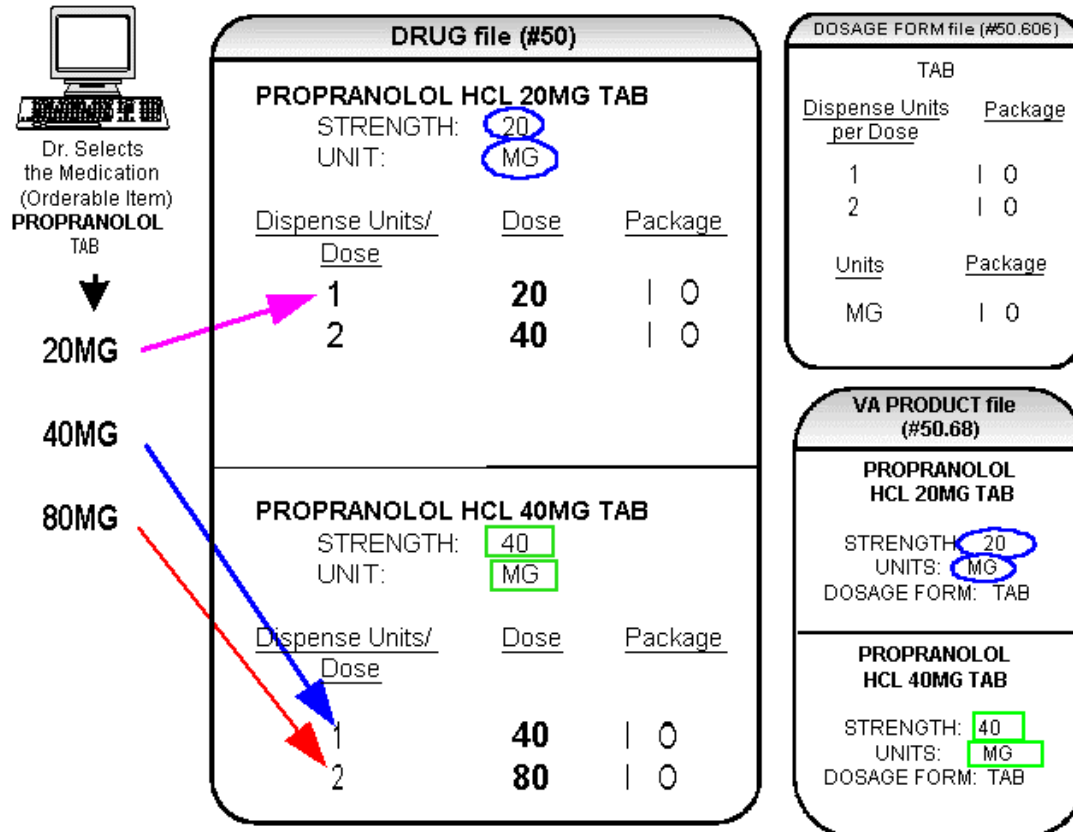 Dr. Selects
the Medication
(Orderable Item)
PROPRANOLOL
TAB
20MG
40MG
80MG
DRUG file (#50)
PROPRANOLOL HCL 20MG TAB
STRENGTH: 20
UNIT: MG
Dispense Units/ Dose Package
Dose
1 20 I O
2 40 I O
PROPRANOLOL HCL 40MG TAB
STRENGTH: 40
UNIT: MG
Dispense Units/ Dose Package
Dose
1 40 I O
2 80 I O
DOSAGE FORM file (#50.606)
TAB
Dispense Units Package
per Dose
1 I O
2 I O
Units Package
MG I O
VA PRODUCT file
(#50.68)
PROPRANOLOL
HCL 20MG TAB
STRENGTH: 20
UNITS: MG
DOSAGE FORM: TAB
PROPRANOLOL
HCL 40MG TAB
STRENGTH: 40
UNITS: MG
DOSAGE FORM: TAB